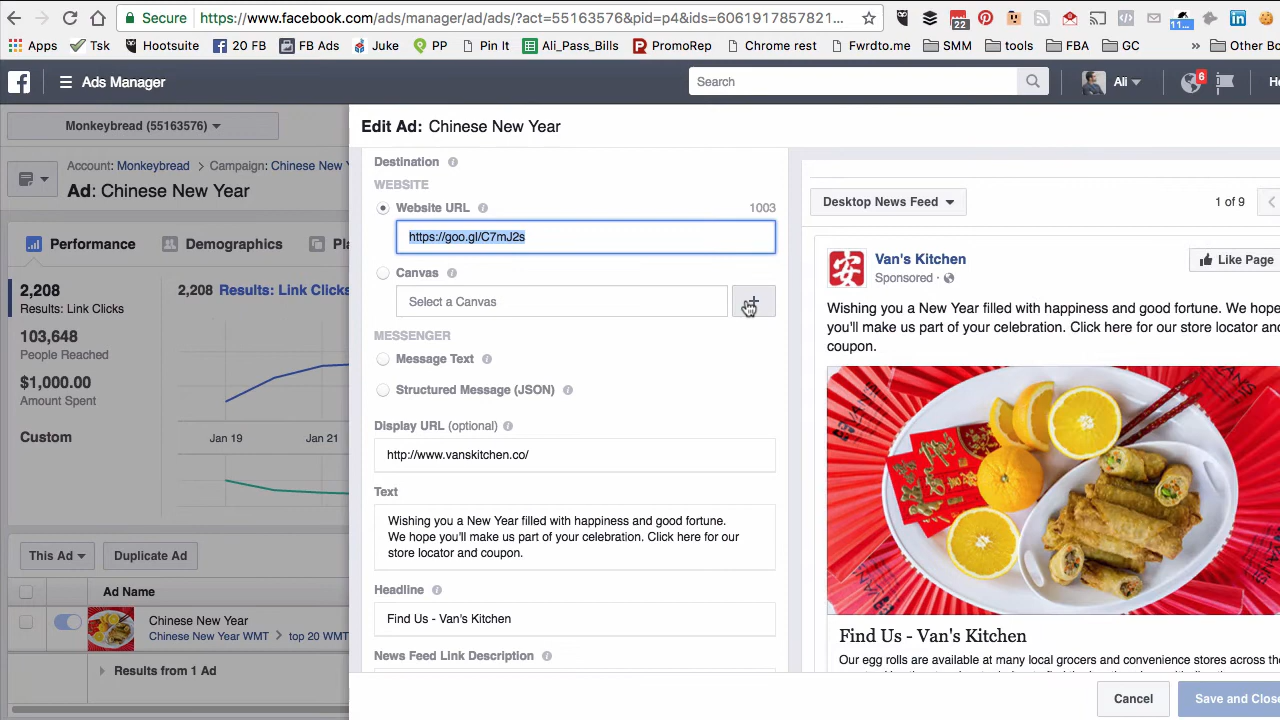 Secure https://www.facebook.com/ads/manager/ad/ads/?act=55163576&pid=p4&ids=6061917857821...
22
11...
Apps Tsk Hootsuite 20 FB FB Ads Juke PP Pin It Ali_Pass_Bills PromoRep Chrome rest Fwrdto.me SMM tools FBA GC » Other Bo
Ads Manager
Search
Ali
6
Ho
Monkeybread (55163576)
Account: Monkeybread > Campaign: Chinese New Y
Ad: Chinese New Year
Performance Demographics Pla
2,208
Results: Link Clicks
103,648
People Reached
$1,000.00
Amount Spent
Custom
2,208 Results: Link Clicks
Jan 19 Jan 21
This Ad
Duplicate Ad
Ad Name
Chinese New Year
Chinese New Year WMT > top 20 WMT
Results from 1 Ad
Edit Ad: Chinese New Year
Destination
WEBSITE
Website URL
1003
https://goo.gl/C7mJ2s
Canvas
Select a Canvas
+
MESSENGER
Message Text
Structured Message (JSON)
Display URL (optional)
http://www.vanskitchen.co/
Text
Wishing you a New Year filled with happiness and good fortune.
We hope you'll make us part of your celebration. Click here for our
store locator and coupon.
Headline
Find Us - Van's Kitchen
News Feed Link Description
Desktop News Feed
1 of 9
安
Van's Kitchen
Sponsored ·
Like Page
Wishing you a New Year filled with happiness and good fortune. We hope
you'll make us part of your celebration. Click here for our store locator and
coupon.
Find Us - Van's Kitchen
Our egg rolls are available at many local grocers and convenience stores across the
Cancel
Save and Close